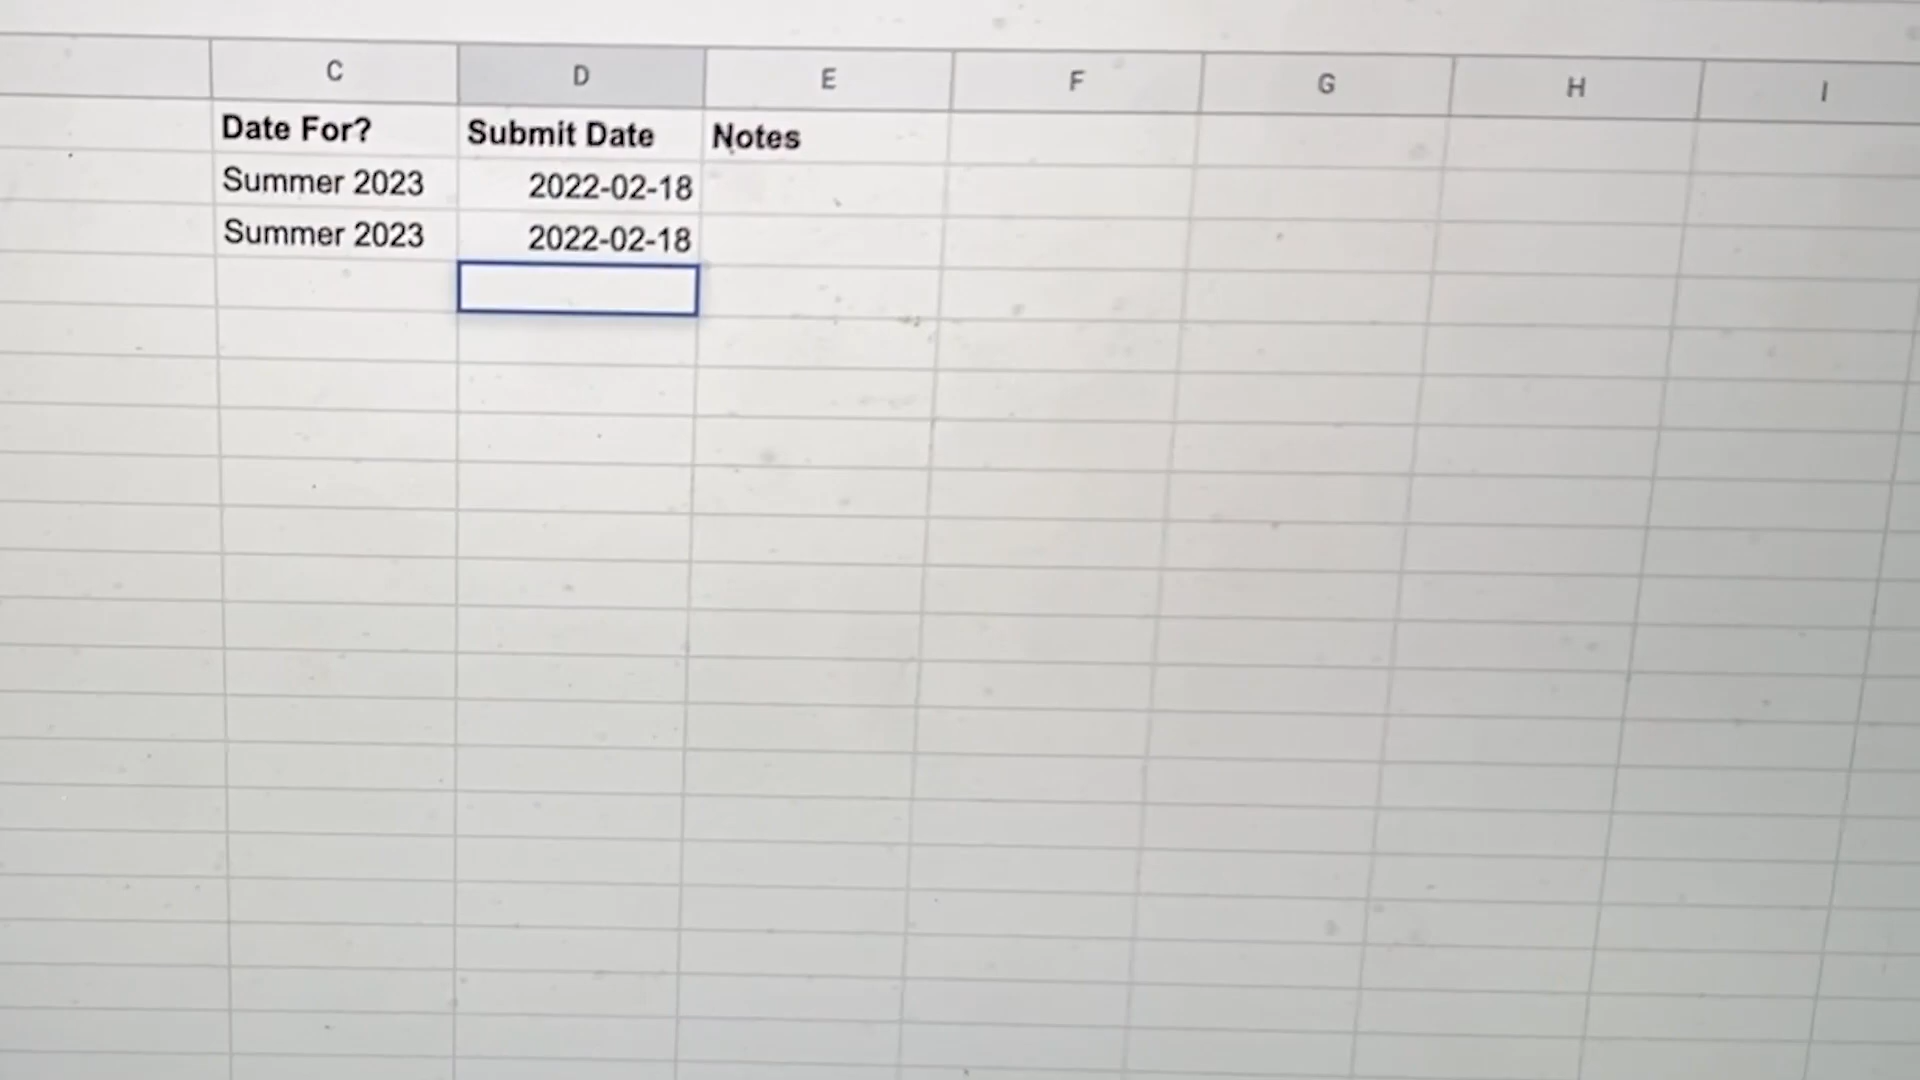 C D E F G H I
Date For? Submit Date Notes
Summer 2023 2022-02-18
Summer 2023 2022-02-18